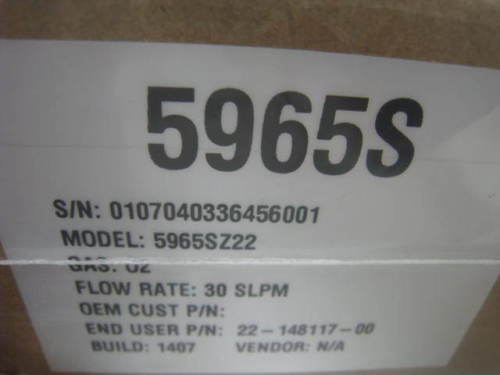 5965S
S/N: 0107040336456001
MODEL: 5965SZ22
GAS: O2
FLOW RATE: 30 SLPM
OEM CUST P/N:
END USER P/N: 22-148117-00
BUILD: 1407 VENDOR: N/A